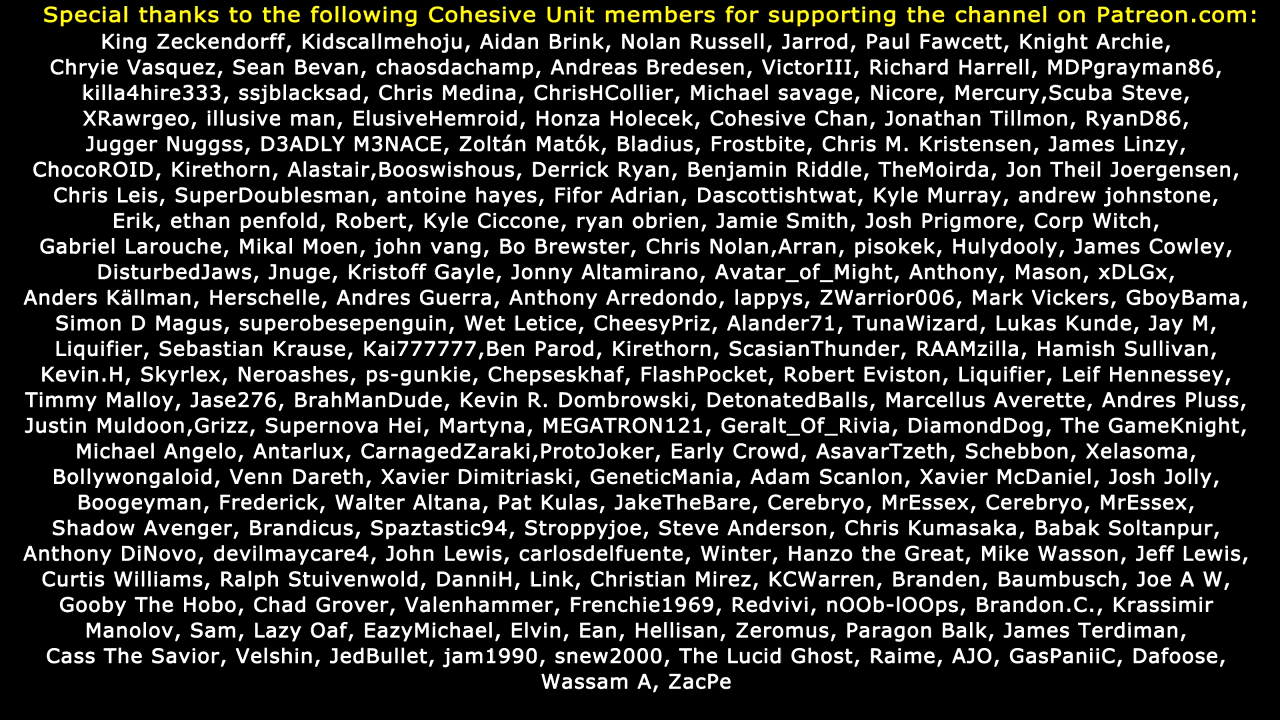 Special thanks to the following Cohesive Unit members for supporting the channel on Patreon.com:
King Zeckendorff, Kidscallmehoju, Aidan Brink, Nolan Russell, Jarrod, Paul Fawcett, Knight Archie,
Chryie Vasquez, Sean Bevan, chaosdachamp, Andreas Bredesen, VictorIII, Richard Harrell, MDPgrayman86,
killa4hire333, ssjblacksad, Chris Medina, ChrisHCollier, Michael savage, Nicore, Mercury,Scuba Steve,
XRawrgeo, illusive man, ElusiveHemroid, Honza Holecek, Cohesive Chan, Jonathan Tillmon, RyanD86,
Jugger Nuggss, D3ADLY M3NACE, Zoltán Matók, Bladius, Frostbite, Chris M. Kristensen, James Linzy,
ChocoROID, Kirethorn, Alastair,Booswishous, Derrick Ryan, Benjamin Riddle, TheMoirda, Jon Theil Joergensen,
Chris Leis, SuperDoublesman, antoine hayes, Fifor Adrian, Dascottishtwat, Kyle Murray, andrew johnstone,
Erik, ethan penfold, Robert, Kyle Ciccone, ryan obrien, Jamie Smith, Josh Prigmore, Corp Witch,
Gabriel Larouche, Mikal Moen, john vang, Bo Brewster, Chris Nolan,Arran, pisokek, Hulydooly, James Cowley,
DisturbedJaws, Jnuge, Kristoff Gayle, Jonny Altamirano, Avatar_of_Might, Anthony, Mason, xDLGx,
Anders Källman, Herschelle, Andres Guerra, Anthony Arredondo, lappys, ZWarrior006, Mark Vickers, GboyBama,
Simon D Magus, superobesepenguin, Wet Letice, CheesyPriz, Alander71, TunaWizard, Lukas Kunde, Jay M,
Liquifier, Sebastian Krause, Kai777777,Ben Parod, Kirethorn, ScasianThunder, RAAMzilla, Hamish Sullivan,
Kevin.H, Skyrlex, Neroashes, ps-gunkie, Chepseskhaf, FlashPocket, Robert Eviston, Liquifier, Leif Hennessey,
Timmy Malloy, Jase276, BrahManDude, Kevin R. Dombrowski, DetonatedBalls, Marcellus Averette, Andres Pluss,
Justin Muldoon,Grizz, Supernova Hei, Martyna, MEGATRON121, Geralt_Of_Rivia, DiamondDog, The GameKnight,
Michael Angelo, Antarlux, CarnagedZaraki,ProtoJoker, Early Crowd, AsavarTzeth, Schebbon, Xelasoma,
Bollywongaloid, Venn Dareth, Xavier Dimitriaski, GeneticMania, Adam Scanlon, Xavier McDaniel, Josh Jolly,
Boogeyman, Frederick, Walter Altana, Pat Kulas, JakeTheBare, Cerebryo, MrEssex, Cerebryo, MrEssex,
Shadow Avenger, Brandicus, Spaztastic94, Stroppyjoe, Steve Anderson, Chris Kumasaka, Babak Soltanpur,
Anthony DiNovo, devilmaycare4, John Lewis, carlosdelfuente, Winter, Hanzo the Great, Mike Wasson, Jeff Lewis,
Curtis Williams, Ralph Stuivenwold, DanniH, Link, Christian Mirez, KCWarren, Branden, Baumbusch, Joe A W,
Gooby The Hobo, Chad Grover, Valenhammer, Frenchie1969, Redvivi, nOOb-lOOps, Brandon.C., Krassimir
Manolov, Sam, Lazy Oaf, EazyMichael, Elvin, Ean, Hellisan, Zeromus, Paragon Balk, James Terdiman,
Cass The Savior, Velshin, JedBullet, jam1990, snew2000, The Lucid Ghost, Raime, AJO, GasPaniiC, Dafoose,
Wassam A, ZacPe